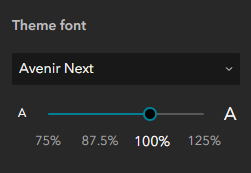 Theme font
Avenir Next
A A
75% 87.5% 100% 125%